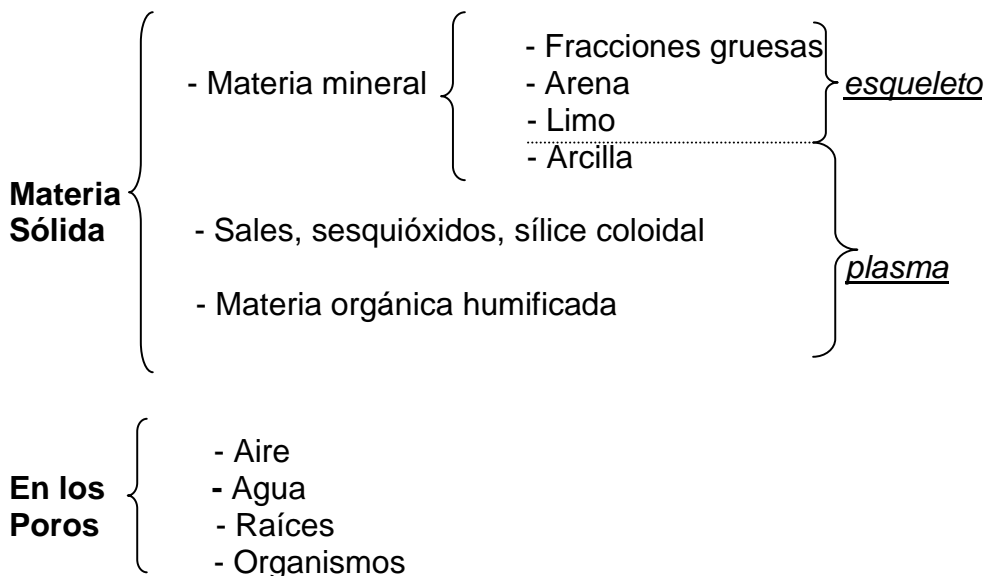 - Fracciones gruesas
- Materia mineral - Arena esqueleto
- Limo
- Arcilla
Materia
Sólida - Sales, sesquióxidos, sílice coloidal
plasma
- Materia orgánica humificada
- Aire
En los - Agua
Poros - Raíces
- Organismos